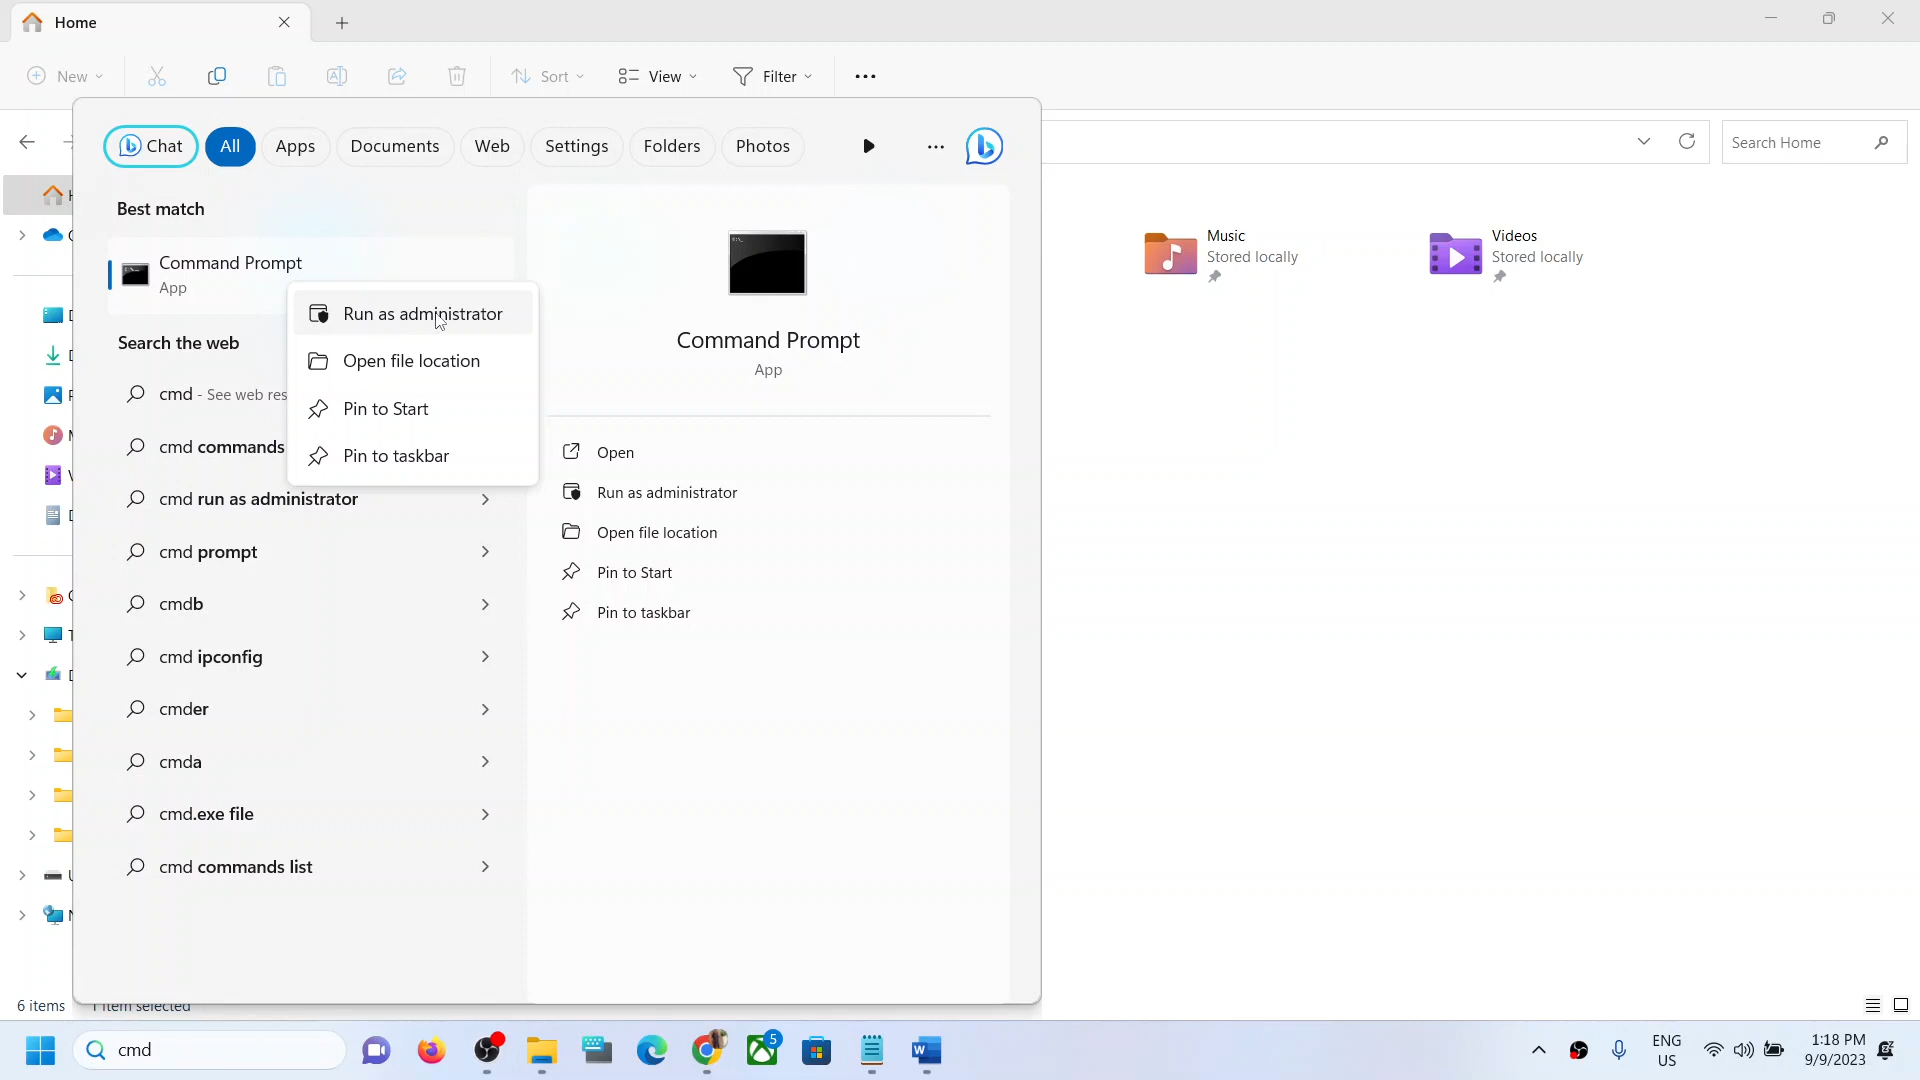 Home
New
Sort
View
Filter
Chat
All
Apps
Documents
Web
Settings
Folders
Photos
Search Home
Best match
Command Prompt
App
Run as administrator
Open file location
Pin to Start
Pin to taskbar
Search the web
cmd - See web res
cmd commands
cmd run as administrator
cmd prompt
cmdb
cmd ipconfig
cmder
cmda
cmd.exe file
cmd commands list
Command Prompt
App
Open
Run as administrator
Open file location
Pin to Start
Pin to taskbar
Music
Stored locally
Videos
Stored locally
6 items
1 item selected
cmd
5
ENG
US
1:18 PM
9/9/2023